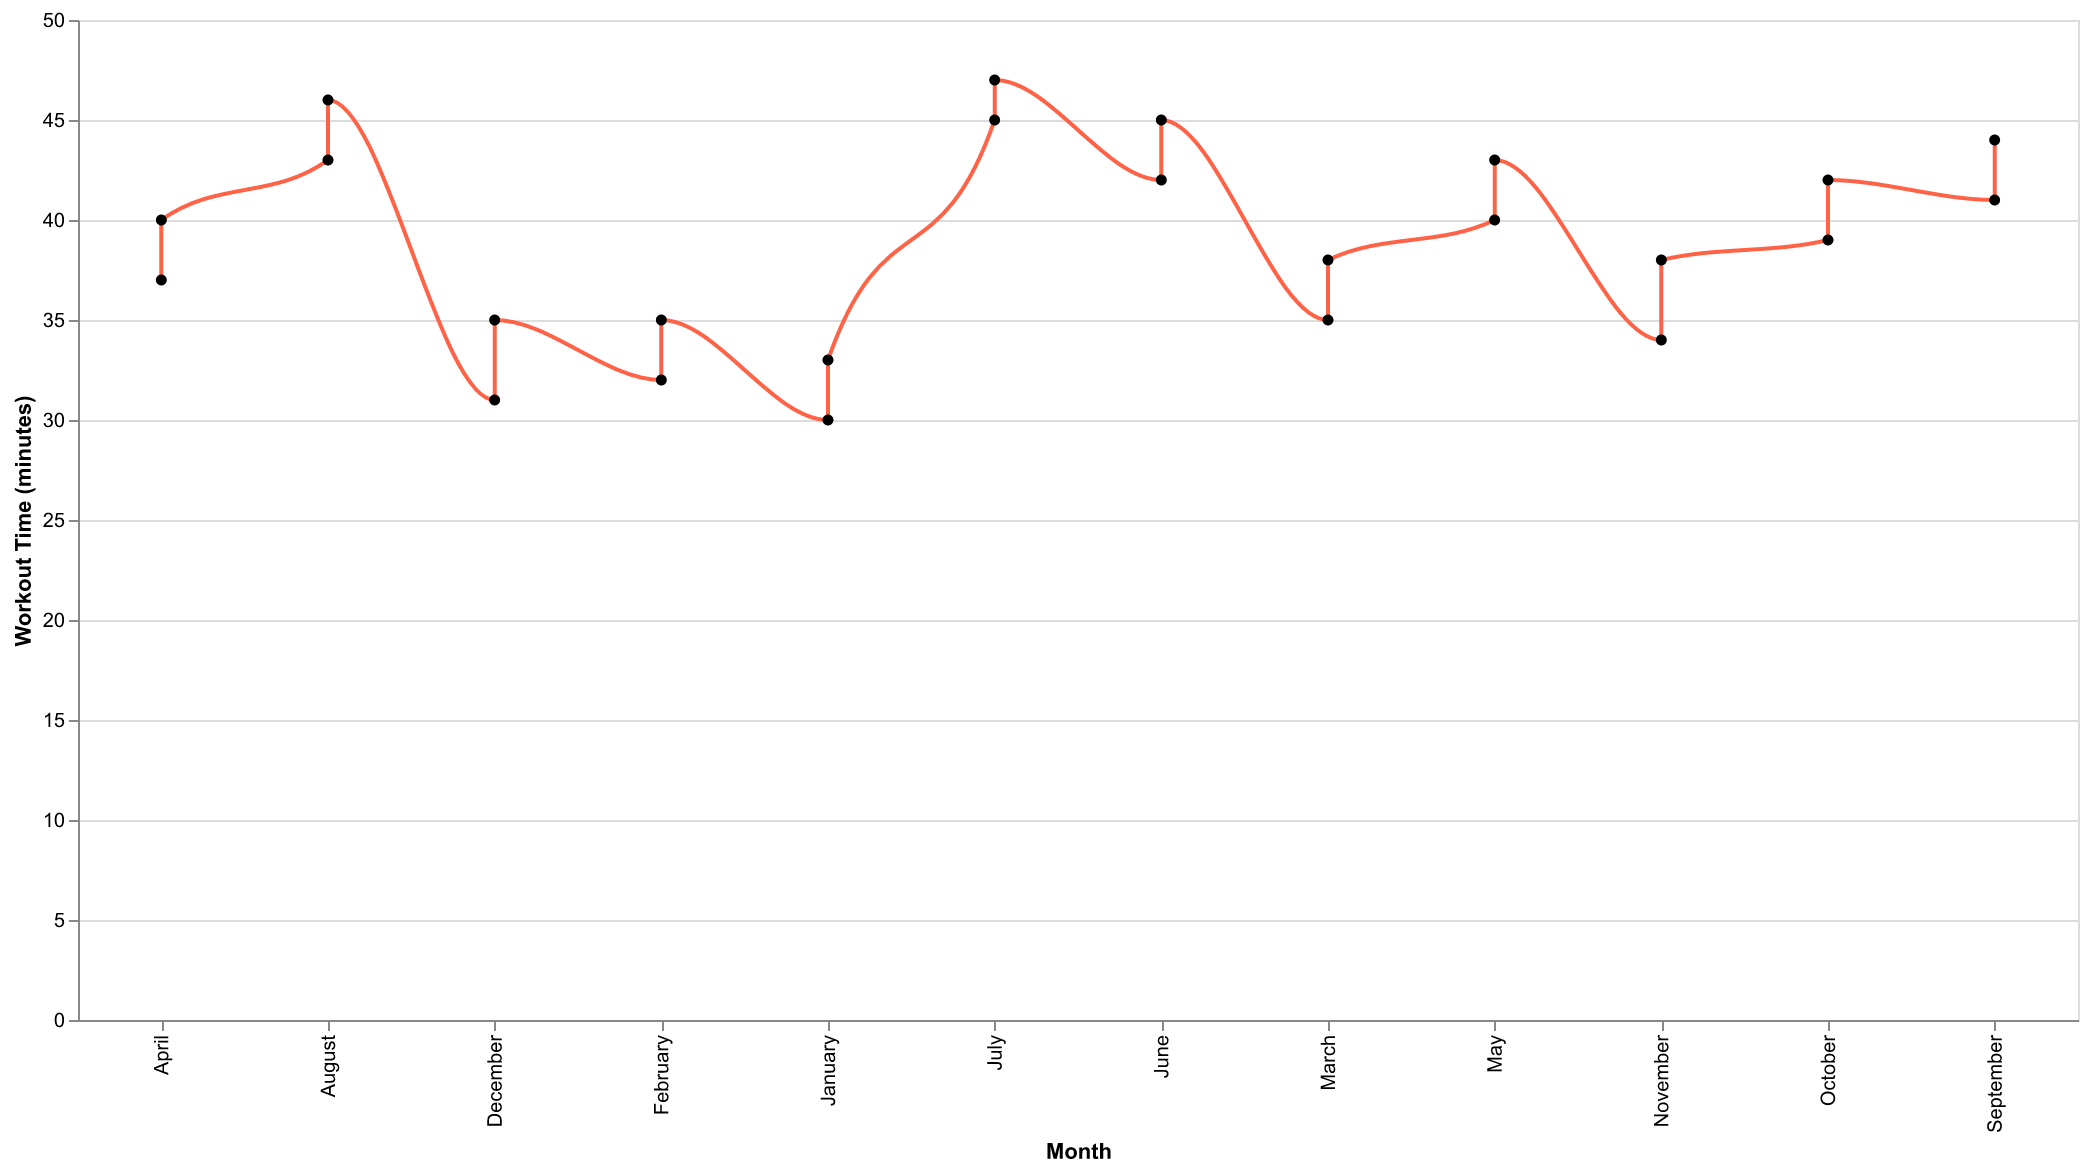 50
45
40
35
30
25
20
15
10
5
0
Workout Time (minutes)
April
August
December
February
January
July
June
March
May
November
October
September
Month